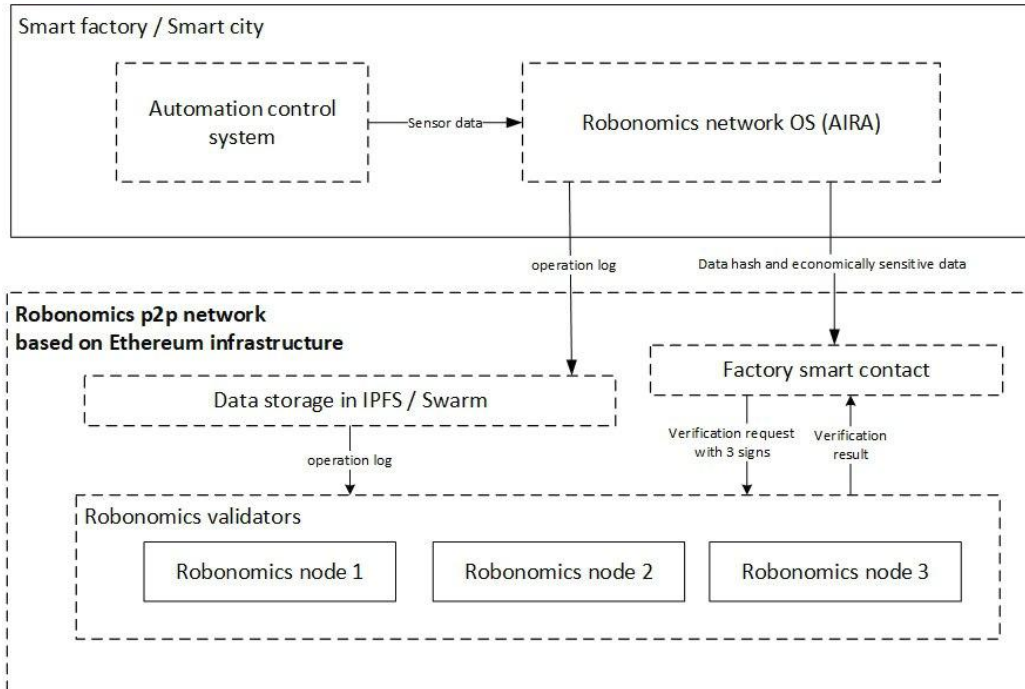 Smart factory / Smart city
Automation control
system
Sensor data
Robonomics network OS (AIRA)
operation log
Data hash and economically sensitive data
Robonomics p2p network
based on Ethereum infrastructure
Factory smart contact
Data storage in IPFS / Swarm
Verification request
with 3 signs
Verification
result
operation log
Robonomics validators
Robonomics node 1
Robonomics node 2
Robonomics node 3